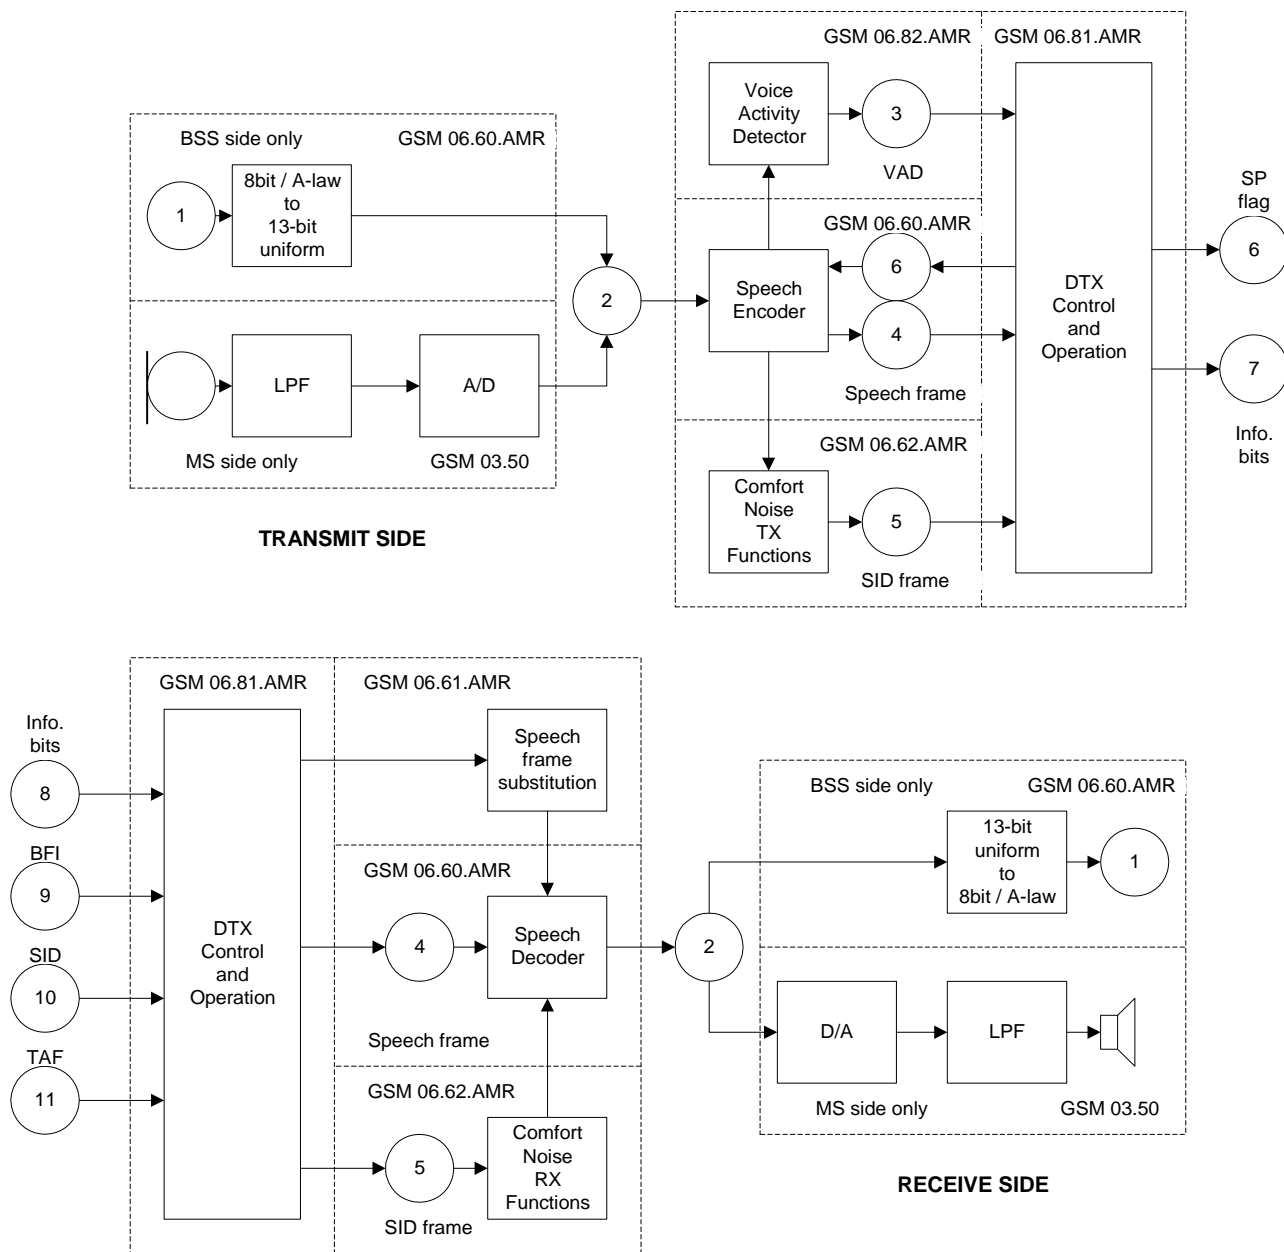 GSM 06.82.AMR
GSM 06.81.AMR
Voice
Activity
Detector
3
VAD
BSS side only
GSM 06.60.AMR
1
8bit / A-law
to
13-bit
uniform
2
LPF
A/D
MS side only
GSM 03.50
TRANSMIT SIDE
GSM 06.60.AMR
6
Speech
Encoder
4
Speech frame
GSM 06.62.AMR
Comfort
Noise
TX
Functions
5
SID frame
DTX
Control
and
Operation
SP
flag
6
7
Info.
bits
GSM 06.81.AMR
GSM 06.61.AMR
Info.
bits
8
BFI
9
SID
10
TAF
11
DTX
Control
and
Operation
Speech
frame
substitution
GSM 06.60.AMR
4
Speech
Decoder
Speech frame
GSM 06.62.AMR
5
Comfort
Noise
RX
Functions
SID frame
2
BSS side only
GSM 06.60.AMR
13-bit
uniform
to
8bit / A-law
1
D/A
LPF
MS side only
GSM 03.50
RECEIVE SIDE